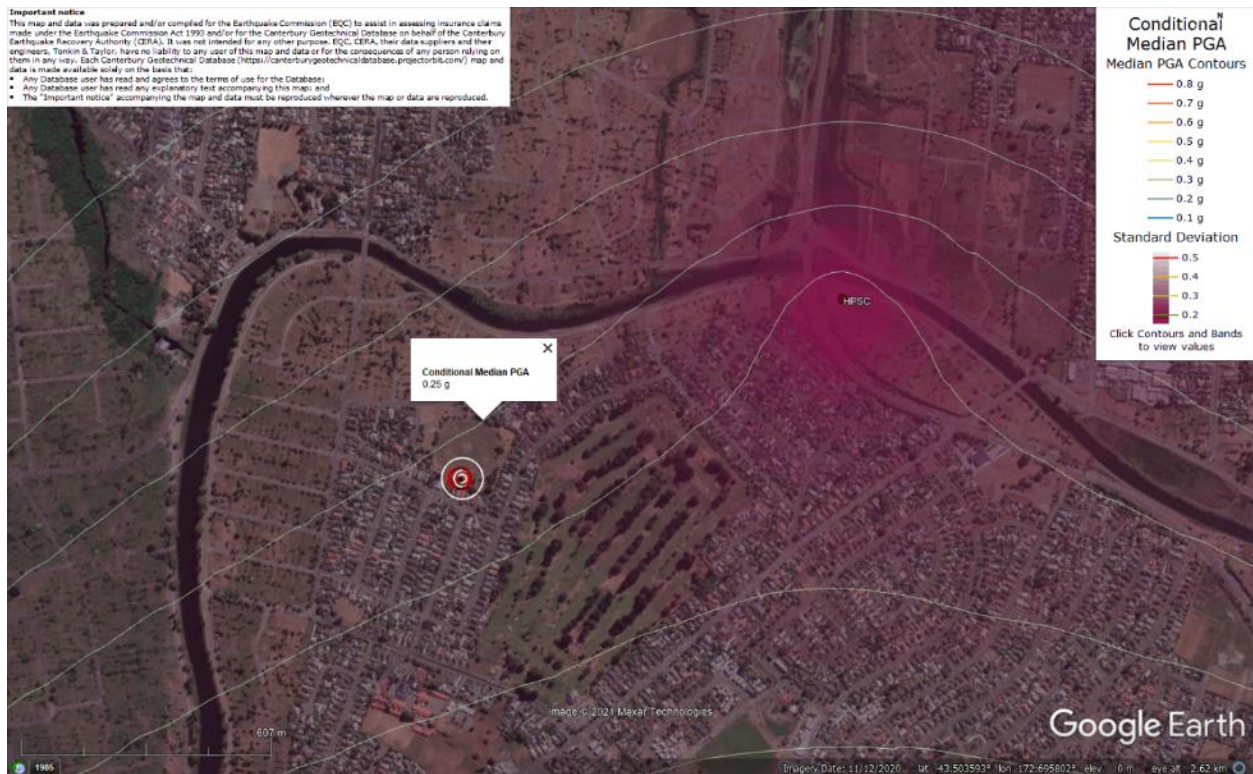 Important notice
This map and data was prepared and/or compiled for the Earthquake Commission (EQC) to assist in assessing insurance claims
made under the Earthquake Commission Act 1993 and/or for the Canterbury Geotechnical Database on behalf of the Canterbury
Earthquake Recovery Authority (CERA). It was not intended for any other purpose. EQC, CERA, their data suppliers and their
engineers, Tonkin & Taylor, have no liability to any user of this map and data or for the consequences of any person relying on
them in any way. Each Canterbury Geotechnical Database (https://canterburygeotechnicaldatabase.projectorbit.com/) map and
data is made available solely on the basis that:
• Any Database user has read and agrees to the terms of use for the Database;
• Any Database user has read any explanatory text accompanying this map; and
• The "Important notice" accompanying the map and data must be reproduced wherever the map or data are reproduced.
N
Conditional
Median PGA
Median PGA Contours
0.8 g
0.7 g
0.6 g
0.5 g
0.4 g
0.3 g
0.2 g
0.1 g
Standard Deviation
0.5
0.4
0.3
0.2
Click Contours and Bands
to view values
HPSC
Conditional Median PGA
0.25 g
Image © 2021 Maxar Technologies
607 m
Google Earth
1985
Imagery Date: 11/12/2020 lat -43.503593° lon 172.695802° elev 0 m eye alt 2.62 km